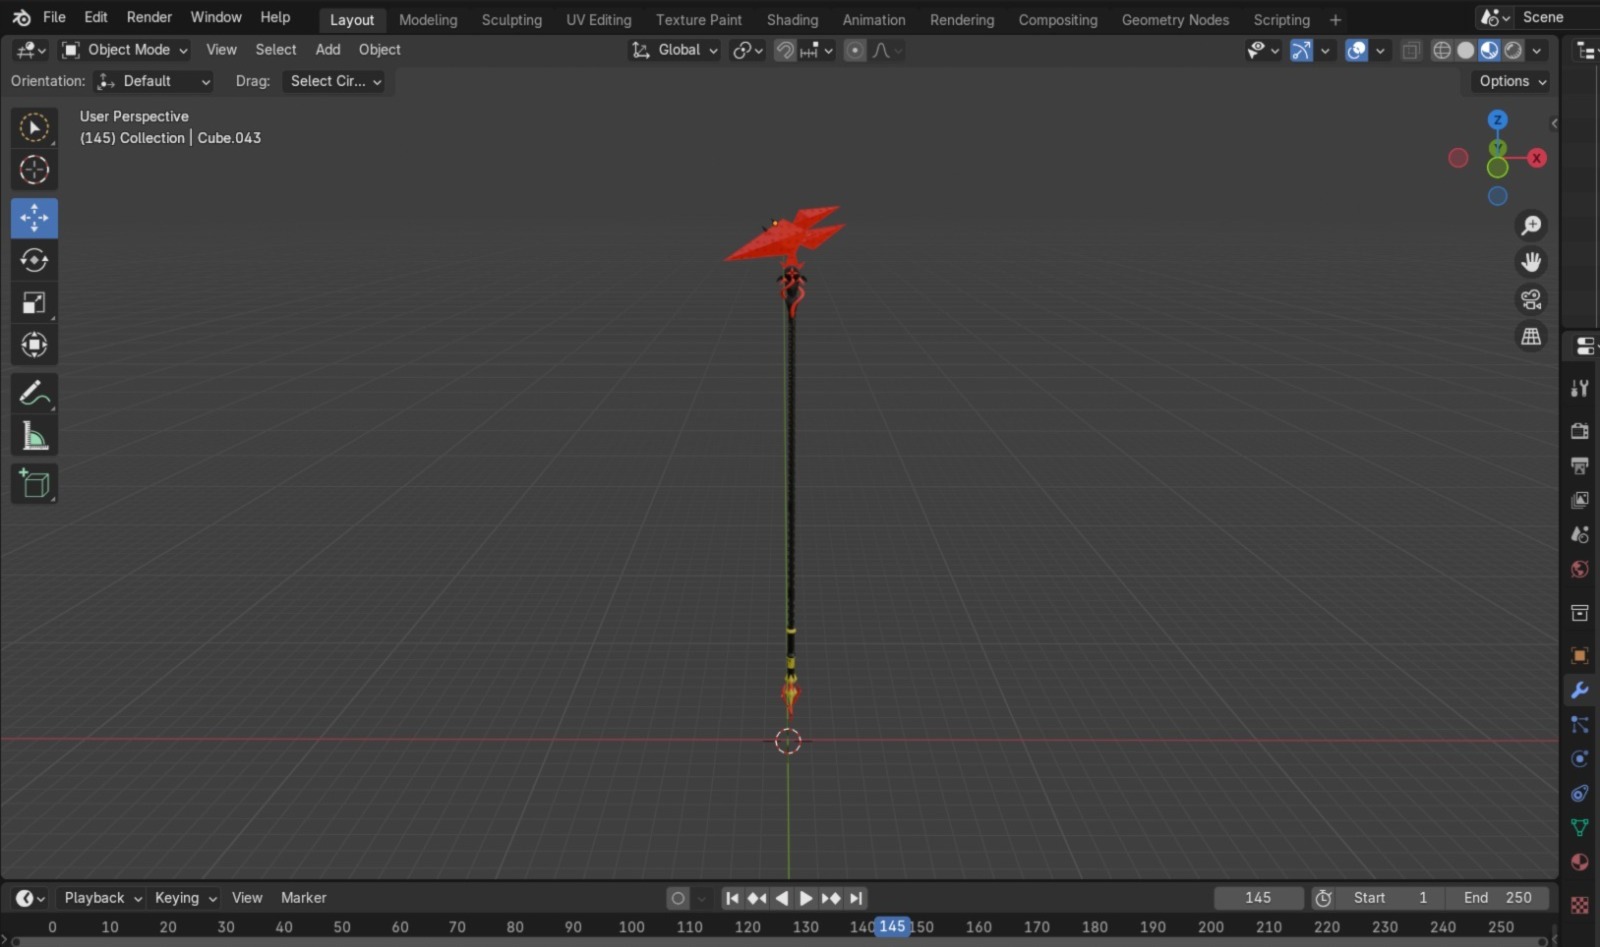 File Edit Render Window Help Layout Modeling Sculpting UV Editing Texture Paint Shading Animation Rendering Compositing Geometry Nodes Scripting + Scene
Object Mode View Select Add Object Global
Orientation: Default Drag: Select Cir... Options
User Perspective
(145) Collection | Cube.043
Z
Y
X
Playback Keying View Marker 145 Start 1 End 250
0 10 20 30 40 50 60 70 80 90 100 110 120 130 140 145 150 160 170 180 190 200 210 220 230 240 250